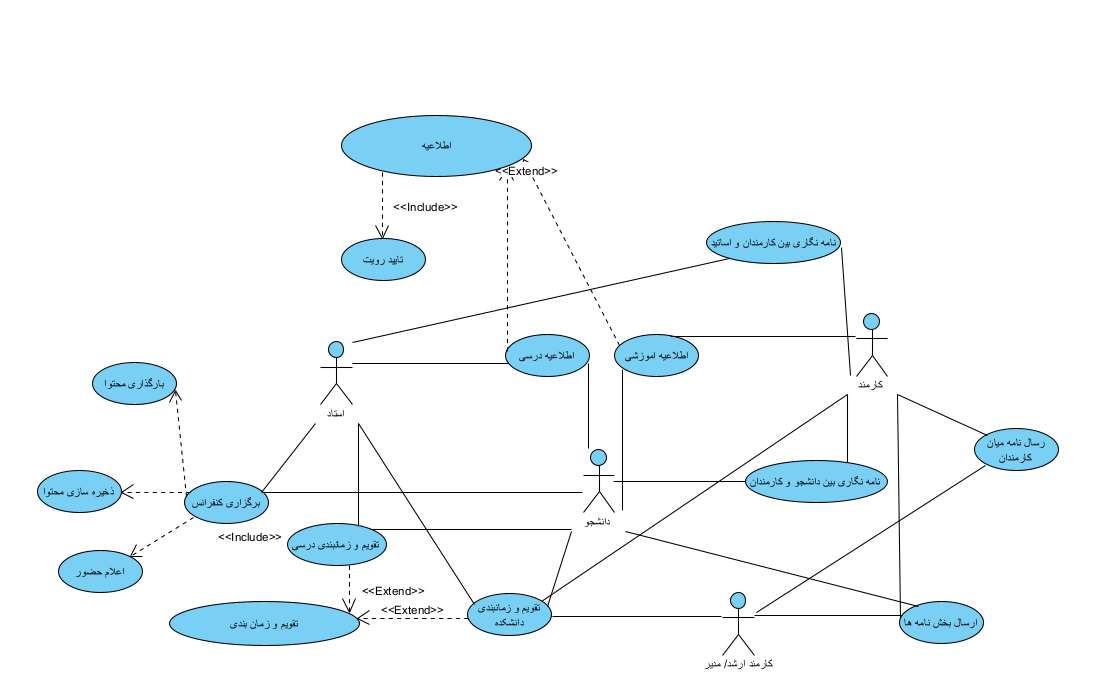 اطلاعیه
<<Extend>>
<<Include>>
تایید رویت
نامه نگاری بین کارمندان و اساتید
اطلاعیه درسی
اطلاعیه اموزشی
بارگذاری محتوا
کارمند
استاد
رسال نامه میان
کارمندان
ذخیره سازی محتوا
برگزاری کنفرانس
نامه نگاری بین دانشجو و کارمندان
دانشجو
<<Include>>
تقویم و زمانبندی درسی
اعلام حضور
<<Extend>>
<<Extend>>
تقویم و زمانبندی
دانشکده
تقویم و زمان بندی
ارسال بخش نامه ها
کارمند ارشد/ مدیر